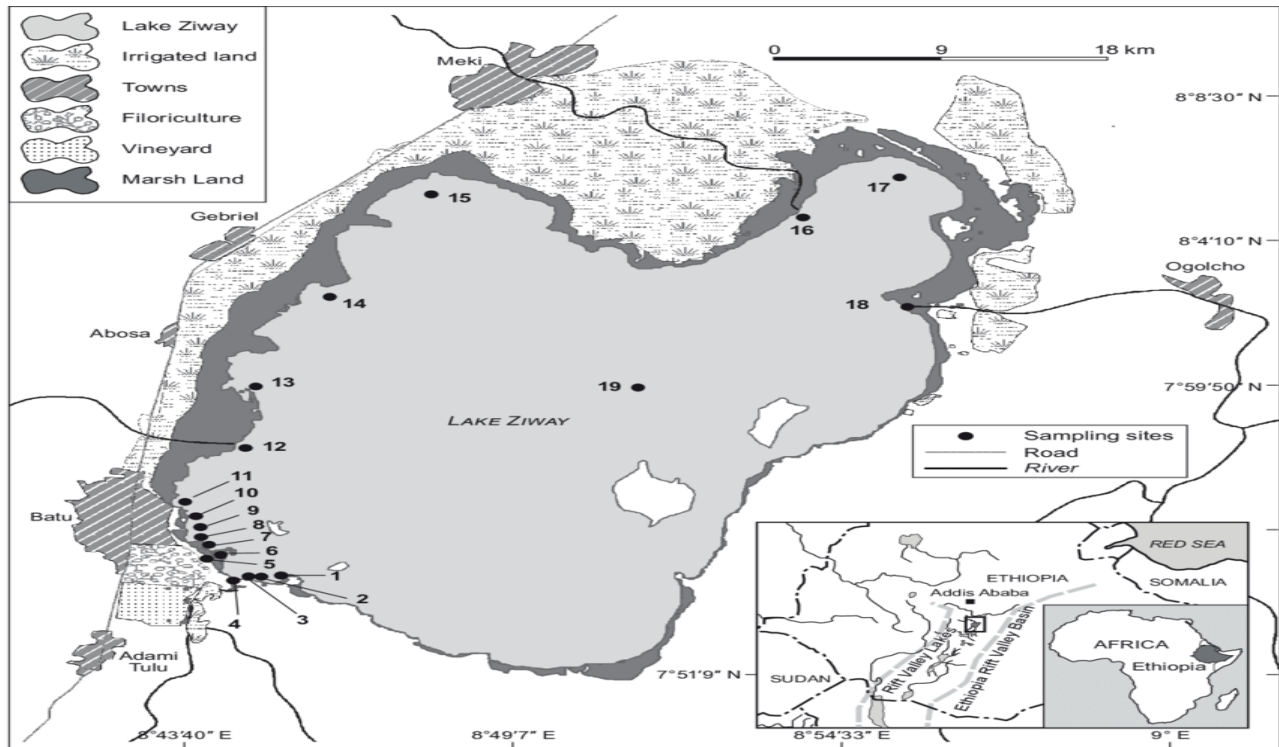 Lake Ziway
Irrigated land
Towns
Filoriculture
Vineyard
Marsh Land
Meki
0 9 18 km
8°8'30" N
15
17
Gebriel
16
8°4'10" N
Ogolcho
14
18
Abosa
13
19
7°59'50" N
LAKE ZIWAY
12
Sampling sites
Road
River
11
10
9
Batu
8
7
6
5
1
2
4
3
Adami
Tulu
7°51'9" N
RED SEA
ETHIOPIA
SOMALIA
Addis Ababa
Rift Valley Lakes
Ethiopia Rift Valley Basin
SUDAN
AFRICA
Ethiopia
8°43'40 E
8°49'7" E
8°54'33 E
9° E